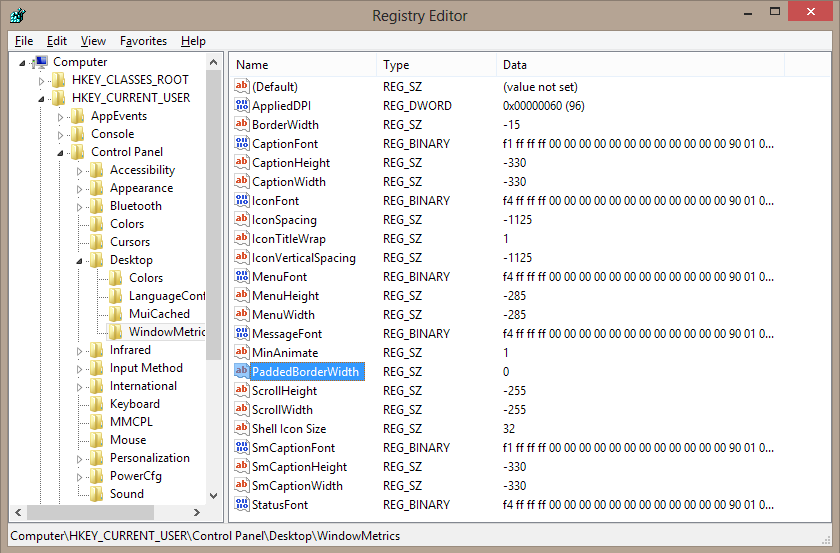 Registry Editor
File Edit View Favorites Help
Computer
HKEY_CLASSES_ROOT
HKEY_CURRENT_USER
AppEvents
Console
Control Panel
Accessibility
Appearance
Bluetooth
Colors
Cursors
Desktop
Colors
LanguageConf
MuiCached
WindowMetric
Infrared
Input Method
International
Keyboard
MMCPL
Mouse
Personalization
PowerCfg
Sound
Name Type Data
(Default) REG_SZ (value not set)
AppliedDPI REG_DWORD 0x00000060 (96)
BorderWidth REG_SZ -15
CaptionFont REG_BINARY f1 ff ff ff 00 00 00 00 00 00 00 00 00 00 00 00 90 01 0...
CaptionHeight REG_SZ -330
CaptionWidth REG_SZ -330
IconFont REG_BINARY f4 ff ff ff 00 00 00 00 00 00 00 00 00 00 00 00 90 01 0...
IconSpacing REG_SZ -1125
IconTitleWrap REG_SZ 1
IconVerticalSpacing REG_SZ -1125
MenuFont REG_BINARY f4 ff ff ff 00 00 00 00 00 00 00 00 00 00 00 00 90 01 0...
MenuHeight REG_SZ -285
MenuWidth REG_SZ -285
MessageFont REG_BINARY f4 ff ff ff 00 00 00 00 00 00 00 00 00 00 00 00 90 01 0...
MinAnimate REG_SZ 1
PaddedBorderWidth REG_SZ 0
ScrollHeight REG_SZ -255
ScrollWidth REG_SZ -255
Shell Icon Size REG_SZ 32
SmCaptionFont REG_BINARY f1 ff ff ff 00 00 00 00 00 00 00 00 00 00 00 00 90 01 0...
SmCaptionHeight REG_SZ -330
SmCaptionWidth REG_SZ -330
StatusFont REG_BINARY f4 ff ff ff 00 00 00 00 00 00 00 00 00 00 00 00 90 01 0...
Computer\HKEY_CURRENT_USER\Control Panel\Desktop\WindowMetrics